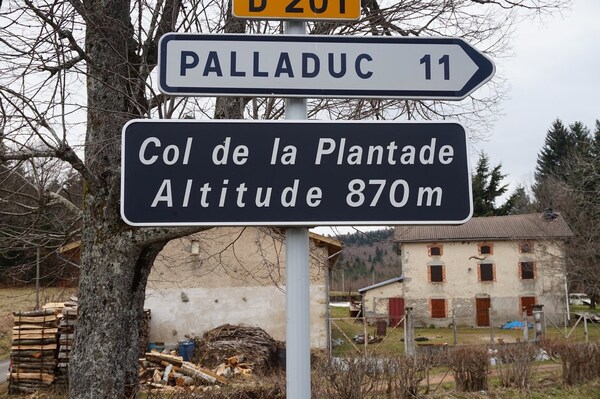 D 201
PALLADUC 11
Col de la Plantade
Altitude 870m